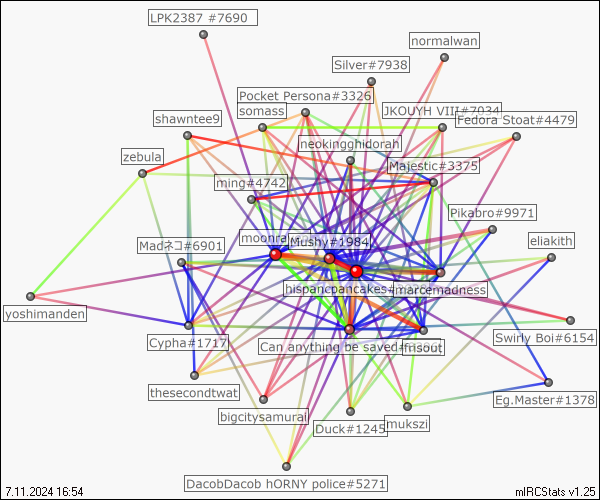 LPK2387 #7690
normalwan
Silver#7938
Pocket Persona#3326
somass
JKOUYH VIII#7034
Fedora Stoat#4479
shawntee9
neokingghidorah
zebula
Majestic#3375
ming#4742
Pikabro#9971
moonra
Mushy#1984
eliakith
Madネコ#6901
hispancpancakes#
marcemadness
yoshimanden
Cypha#1717
Can anything be saved
fnsout
Swirly Boi#6154
thesecondtwat
Eg.Master#1378
bigcitysamurai
Duck#1245
mukszi
DacobDacob hORNY police#5271
7.11.2024 16:54
mIRCStats v1.25